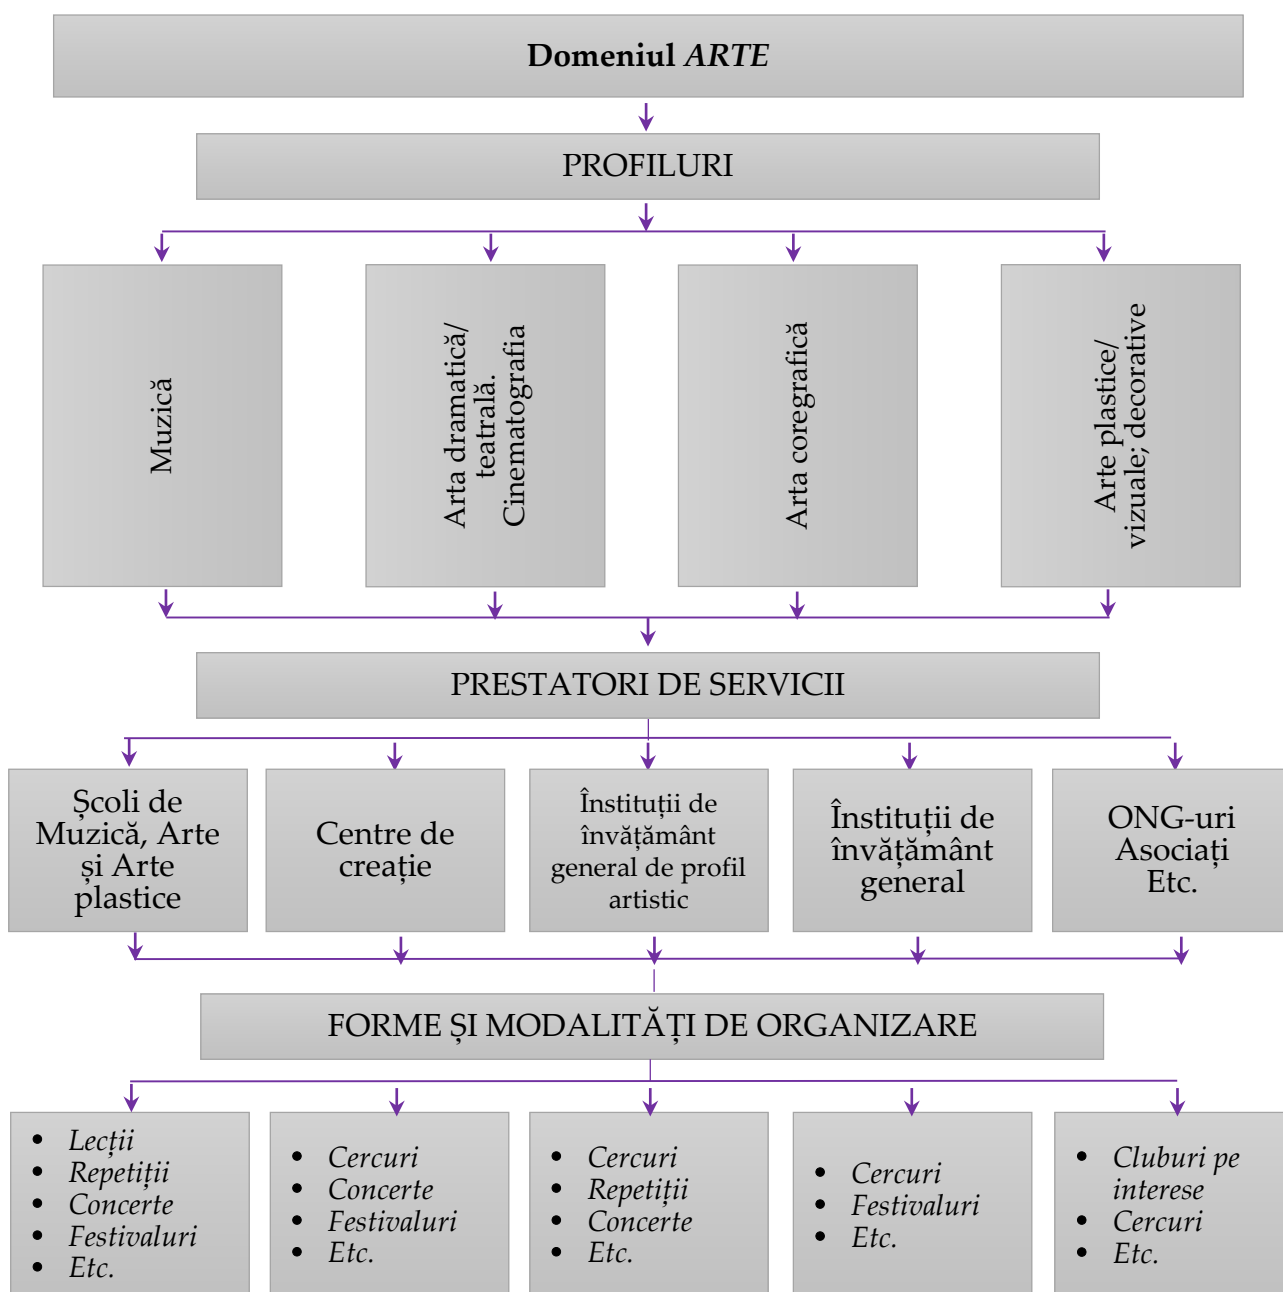 Domeniul ARTE
PROFILURI
Muzică
Arta dramatică/
teatrală.
Cinematografia
Arta coregrafică
Arte plastice/
vizuale; decorative
PRESTATORI DE SERVICII
Școli de
Muzică, Arte
și Arte
plastice
Centre de
creație
Înstituții de
învățământ
general de profil
artistic
Înstituții de
învățământ
general
ONG-uri
Asociați
Etc.
FORME ȘI MODALITĂȚI DE ORGANIZARE
• Lecții
• Repetiții
• Concerte
• Festivaluri
• Etc.
• Cercuri
• Concerte
• Festivaluri
• Etc.
• Cercuri
• Repetiții
• Concerte
• Etc.
• Cercuri
• Festivaluri
• Etc.
• Cluburi pe
interese
• Cercuri
• Etc.